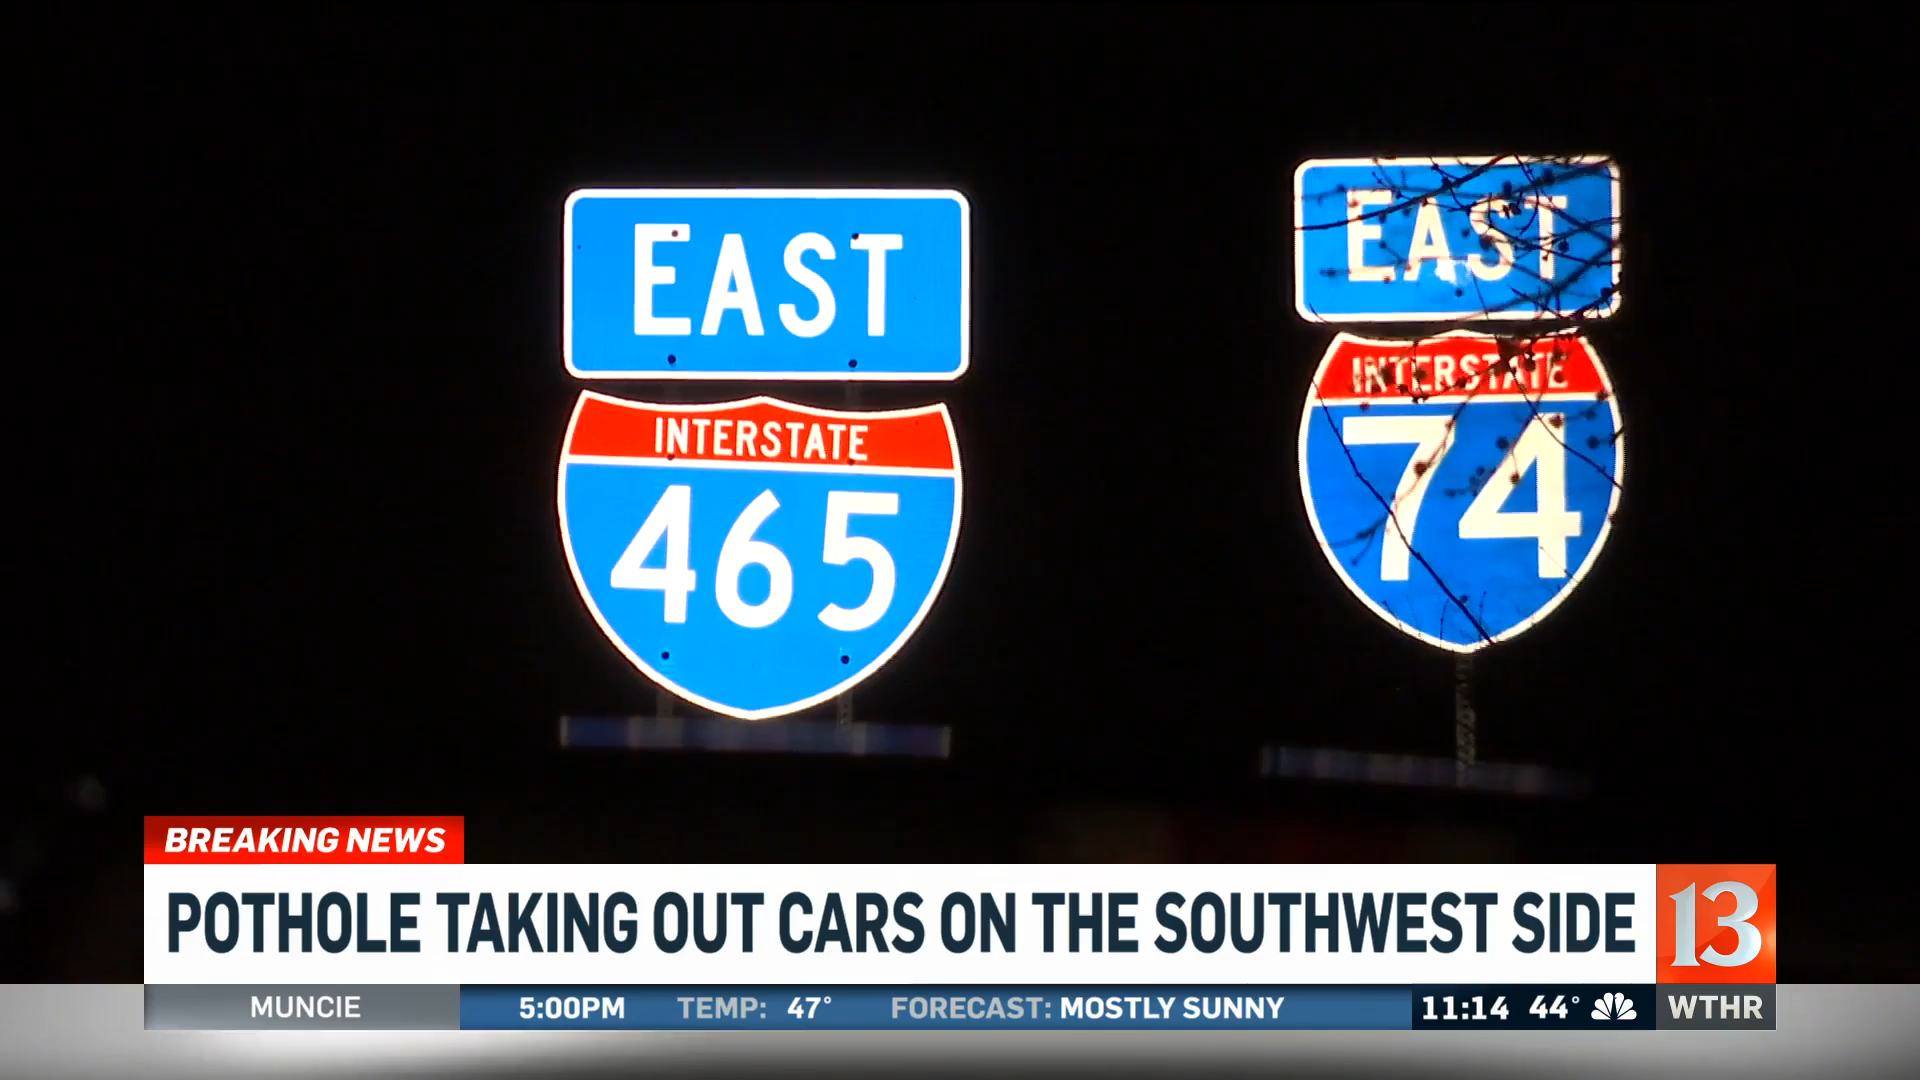 EAST
INTERSTATE
465
EAST
INTERSTATE
74
BREAKING NEWS
POTHOLE TAKING OUT CARS ON THE SOUTHWEST SIDE
13
MUNCIE 5:00PM TEMP: 47° FORECAST: MOSTLY SUNNY 11:14 44° WTHR